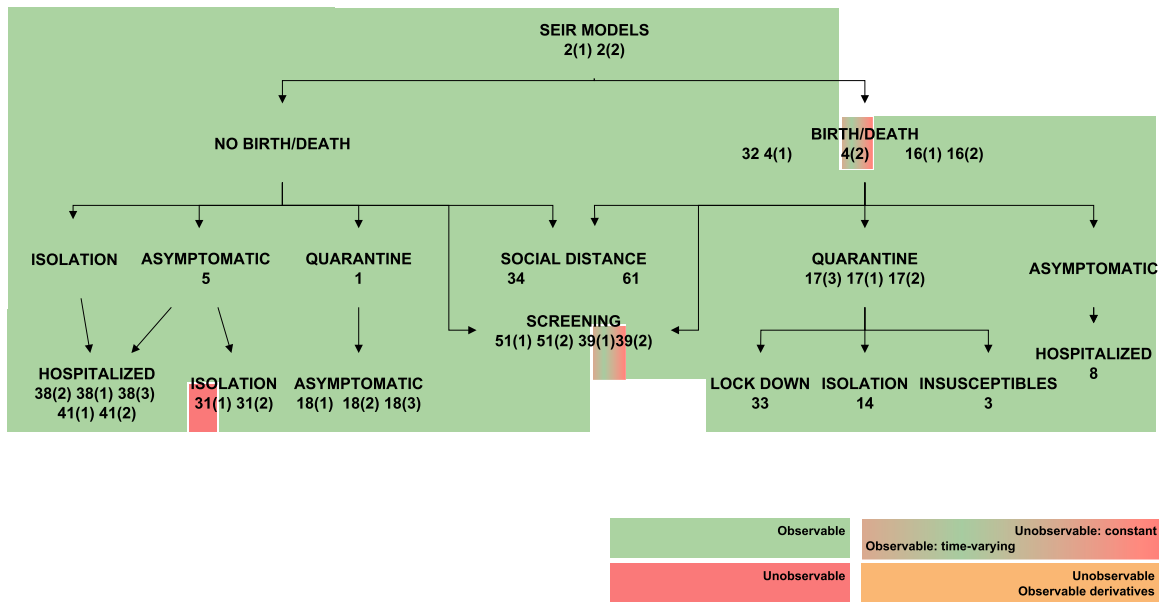 SEIR MODELS
2(1) 2(2)
NO BIRTH/DEATH
BIRTH/DEATH
32 4(1) 4(2) 16(1) 16(2)
ISOLATION
ASYMPTOMATIC
5
QUARANTINE
1
SOCIAL DISTANCE
34 61
QUARANTINE
17(3) 17(1) 17(2)
ASYMPTOMATIC
SCREENING
51(1) 51(2) 39(1)39(2)
HOSPITALIZED
8
HOSPITALIZED
38(2) 38(1) 38(3)
41(1) 41(2)
ISOLATION
31(1) 31(2)
ASYMPTOMATIC
18(1) 18(2) 18(3)
LOCK DOWN
33
ISOLATION
14
INSUSCEPTIBLES
3
Observable
Unobservable: constant
Observable: time-varying
Unobservable
Unobservable
Observable derivatives